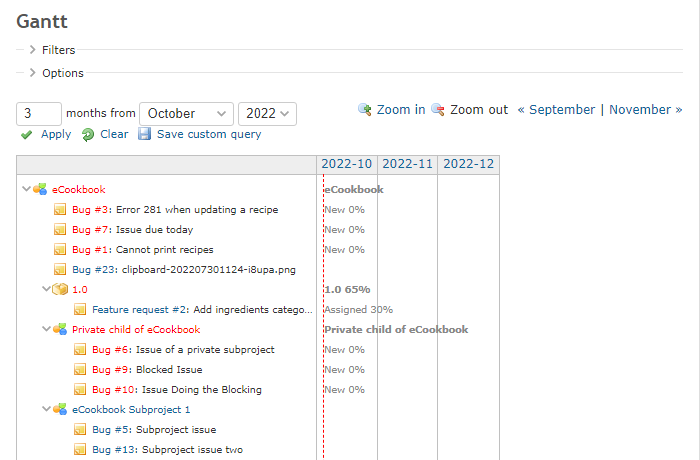 Gantt
Filters
Options
3 months from October 2022
Zoom in Zoom out « September | November »
Apply Clear Save custom query
2022-10 2022-11 2022-12
eCookbook eCookbook
Bug #3: Error 281 when updating a recipe New 0%
Bug #7: Issue due today New 0%
Bug #1: Cannot print recipes New 0%
Bug #23: clipboard-202207301124-i8upa.png
1.0 1.0 65%
Feature request #2: Add ingredients catego... Assigned 30%
Private child of eCookbook Private child of eCookbook
Bug #6: Issue of a private subproject New 0%
Bug #9: Blocked Issue New 0%
Bug #10: Issue Doing the Blocking New 0%
eCookbook Subproject 1
Bug #5: Subproject issue
Bug #13: Subproject issue two